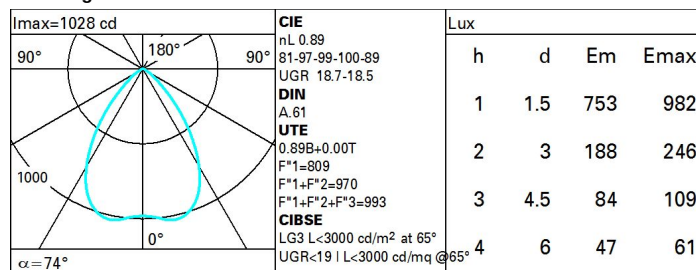 Imax=1028 cd
90°
180°
90°
1000
0°
α=74°
CIE
nL 0.89
81-97-99-100-89
UGR 18.7-18.5
DIN
A.61
UTE
0.89B+0.00T
F"1=809
F"1+F"2=970
F"1+F"2+F"3=993
CIBSE
LG3 L<3000 cd/m² at 65°
UGR<19 | L<3000 cd/mq @65°
Lux
h d Em Emax
1 1.5 753 982
2 3 188 246
3 4.5 84 109
4 6 47 61